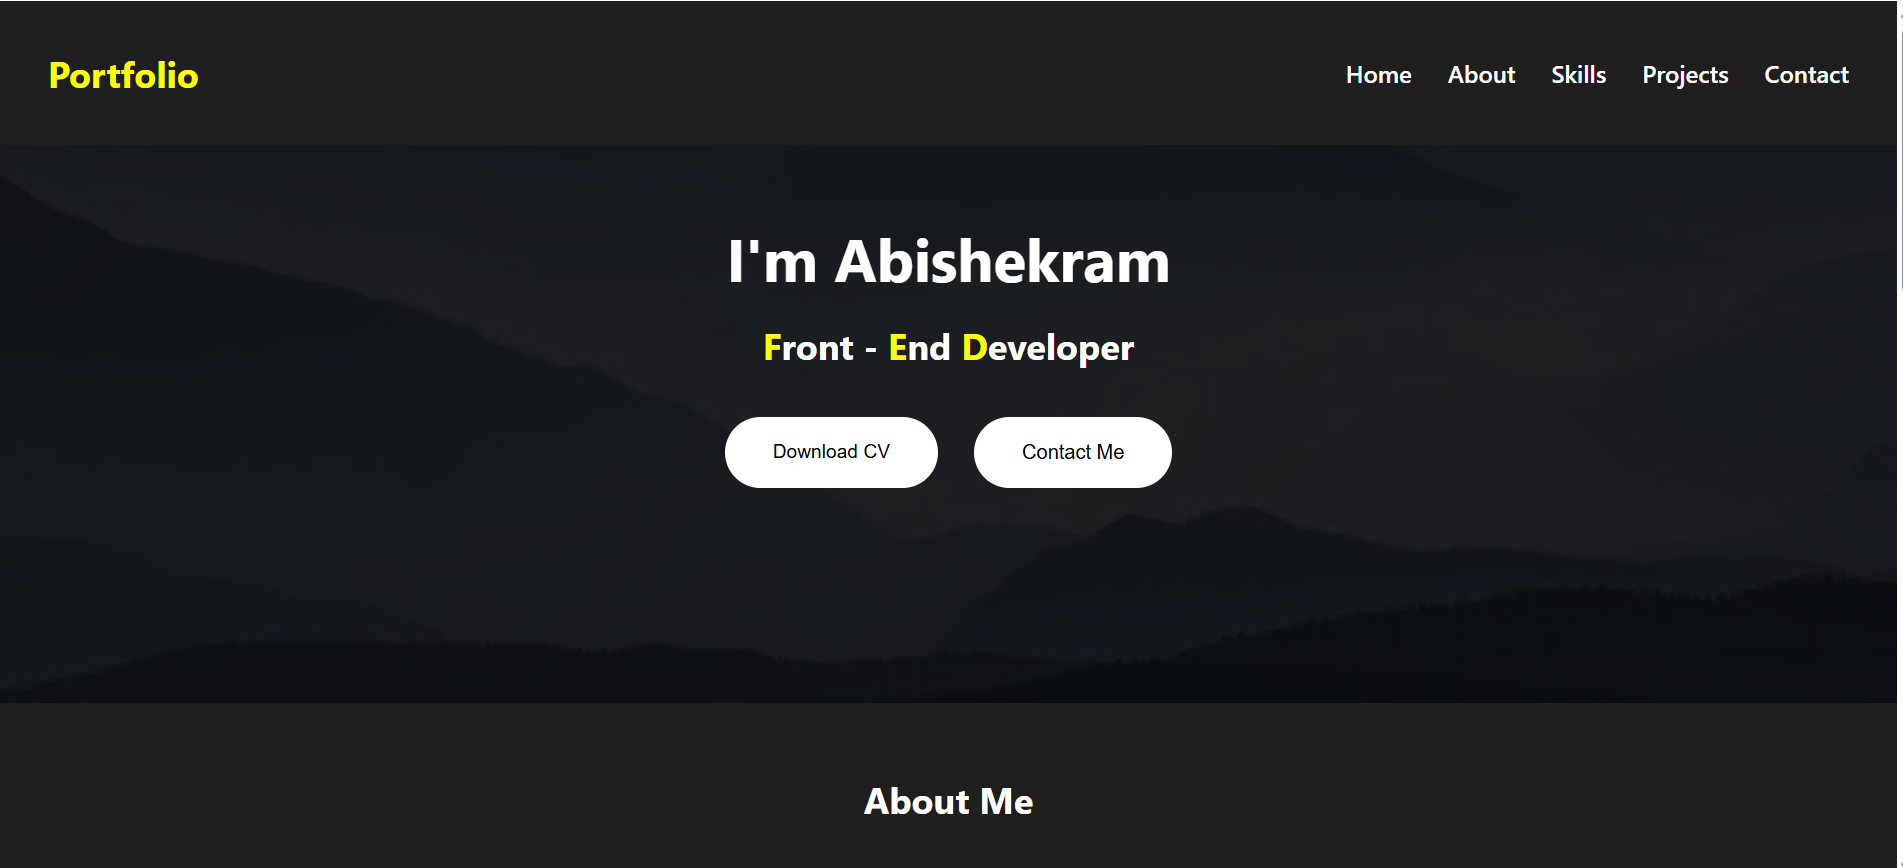 Portfolio
Home About Skills Projects Contact
I'm Abishekram
Front - End Developer
Download CV Contact Me
About Me